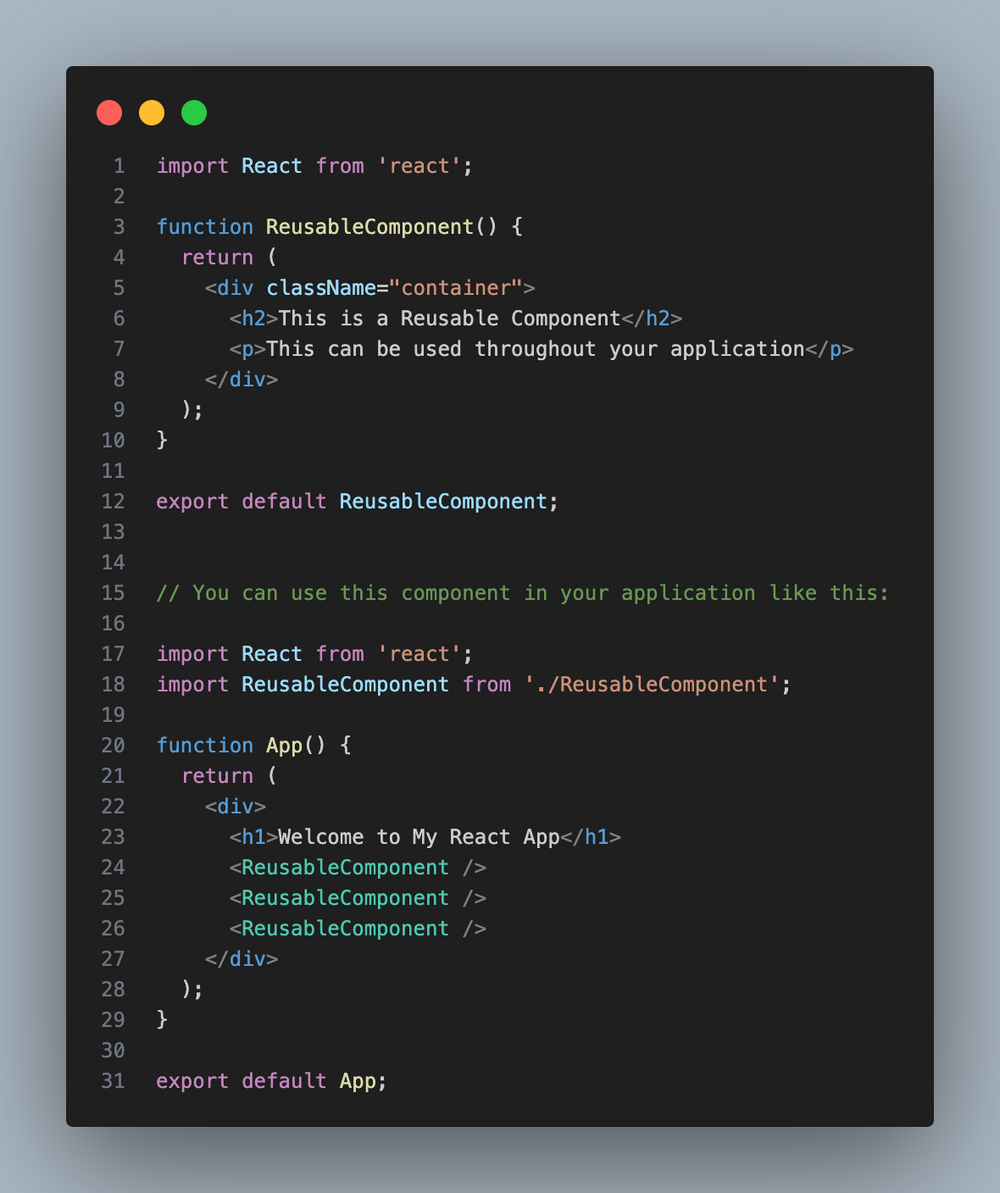 1 import React from 'react';
2
3 function ReusableComponent() {
4   return (
5     <div className="container">
6       <h2>This is a Reusable Component</h2>
7       <p>This can be used throughout your application</p>
8     </div>
9   );
10 }
11
12 export default ReusableComponent;
13
14
15 // You can use this component in your application like this:
16
17 import React from 'react';
18 import ReusableComponent from './ReusableComponent';
19
20 function App() {
21   return (
22     <div>
23       <h1>Welcome to My React App</h1>
24       <ReusableComponent />
25       <ReusableComponent />
26       <ReusableComponent />
27     </div>
28   );
29 }
30
31 export default App;